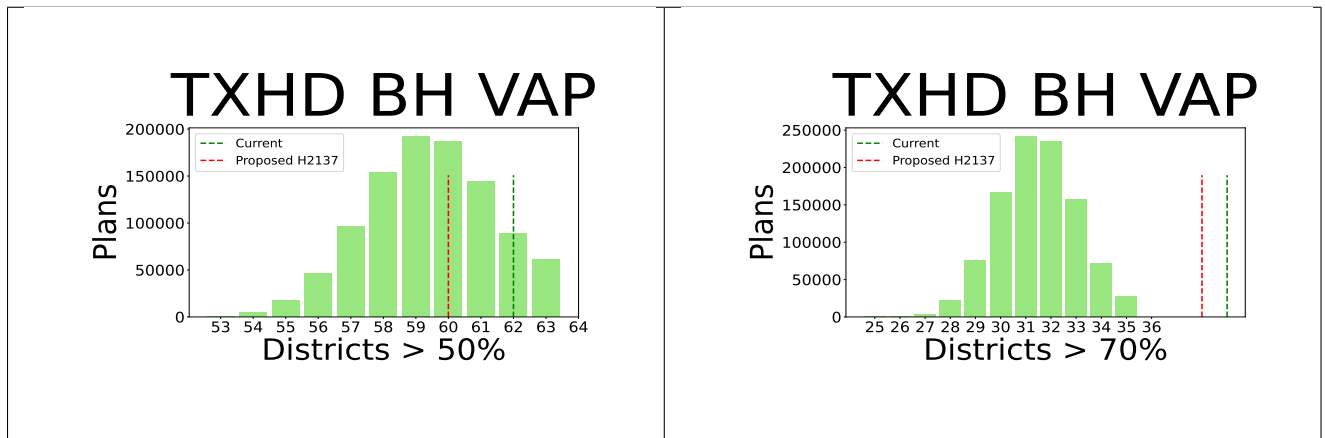 TXHD BH VAP
Current
Proposed H2137
Plans
200000
150000
100000
50000
0
53 54 55 56 57 58 59 60 61 62 63 64
Districts > 50%
TXHD BH VAP
Current
Proposed H2137
Plans
250000
200000
150000
100000
50000
0
25 26 27 28 29 30 31 32 33 34 35 36
Districts > 70%